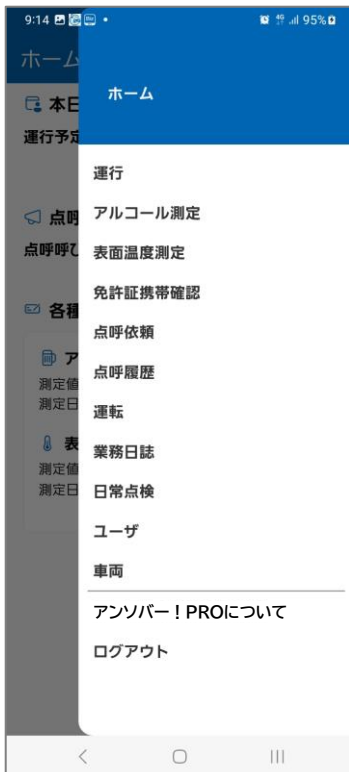 9:14 95%
ホーム
ホーム
本日
運行予定
点呼
点呼呼び
各種
ア
測定値
測定日
表
測定値
測定日
運行
アルコール測定
表面温度測定
免許証携帯確認
点呼依頼
点呼履歴
運転
業務日誌
日常点検
ユーザ
車両
アンソバー！PROについて
ログアウト